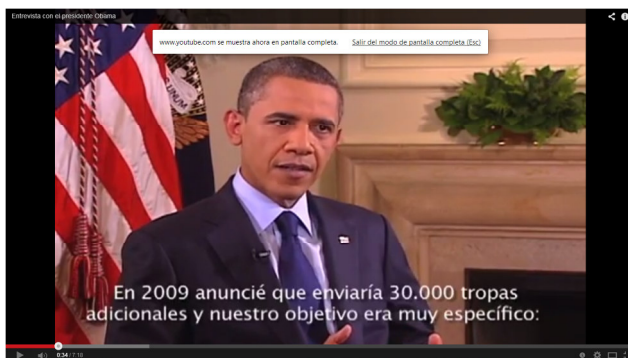 Entrevista con el presidente Obama
www.youtube.com se muestra ahora en pantalla completa. Salir del modo de pantalla completa (Esc)
En 2009 anuncié que enviaría 30.000 tropas
adicionales y nuestro objetivo era muy específico:
0:34 / 7:18